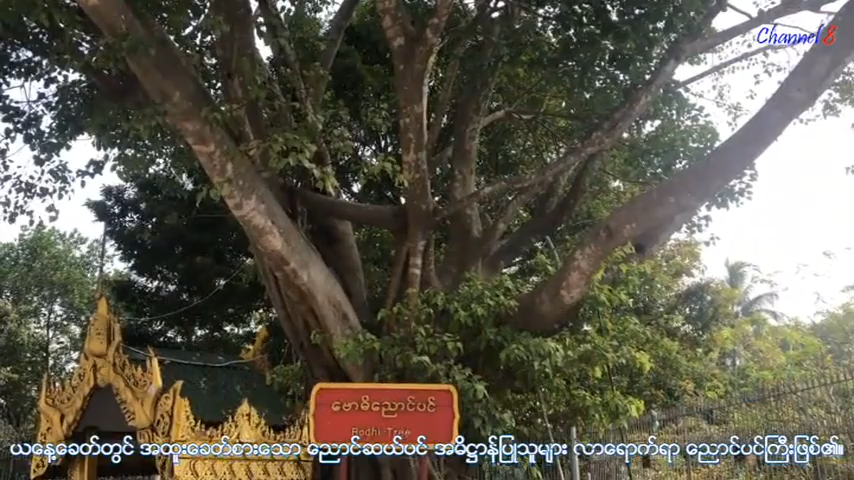 Channel 8
ဗောဓိညောင်ပင်
Bodhi - Tree
ယနေ့ခေတ်တွင် အထူးခေတ်စားသော ညောင်ဆယ်ပင် အဓိဋ္ဌာန်ပြုသူများ လာရောက်ရာ ညောင်ပင်ကြီးဖြစ်၏။